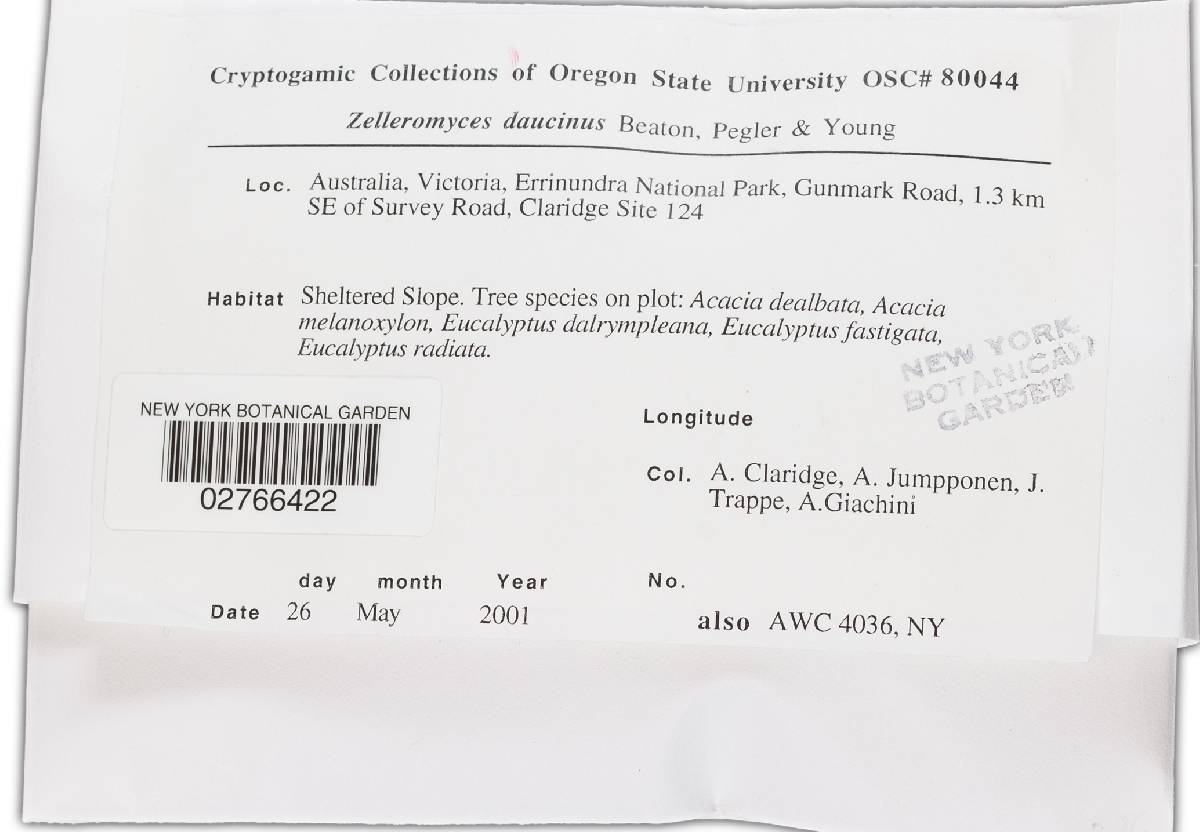 Cryptogamic Collections of Oregon State University OSC# 80044
Zelleromyces daucinus Beaton, Pegler & Young
Loc. Australia, Victoria, Errinundra National Park, Gunmark Road, 1.3 km
SE of Survey Road, Claridge Site 124
Habitat Sheltered Slope. Tree species on plot: Acacia dealbata, Acacia
melanoxylon, Eucalyptus dalrympleana, Eucalyptus fastigata,
Eucalyptus radiata.
NEW YORK
BOTANICAL
GARDEN
NEW YORK BOTANICAL GARDEN
02766422
Longitude
Col. A. Claridge, A. Jumpponen, J.
Trappe, A.Giachini
day month Year
Date 26 May 2001
No.
also AWC 4036, NY